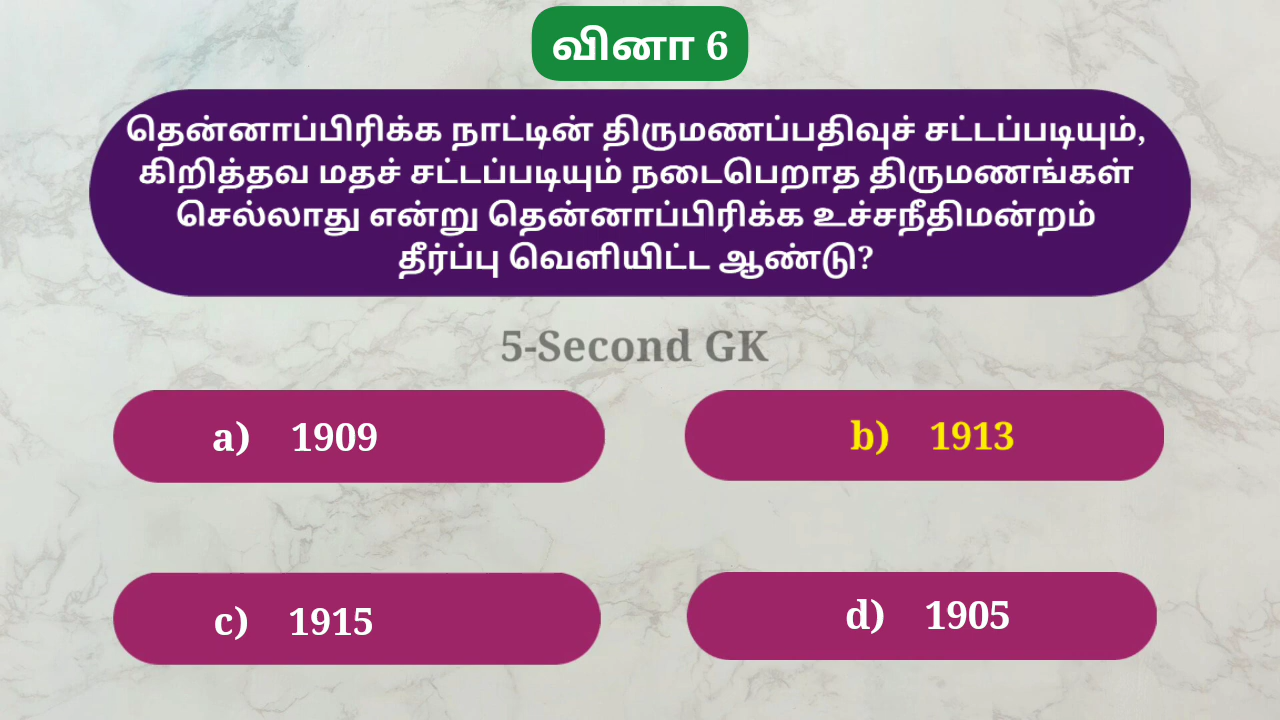 வினா 6
தென்னாப்பிரிக்க நாட்டின் திருமணப்பதிவுச் சட்டப்படியும்,
கிறித்தவ மதச் சட்டப்படியும் நடைபெறாத திருமணங்கள்
செல்லாது என்று தென்னாப்பிரிக்க உச்சநீதிமன்றம்
தீர்ப்பு வெளியிட்ட ஆண்டு?
5-Second GK
a) 1909
b) 1913
c) 1915
d) 1905